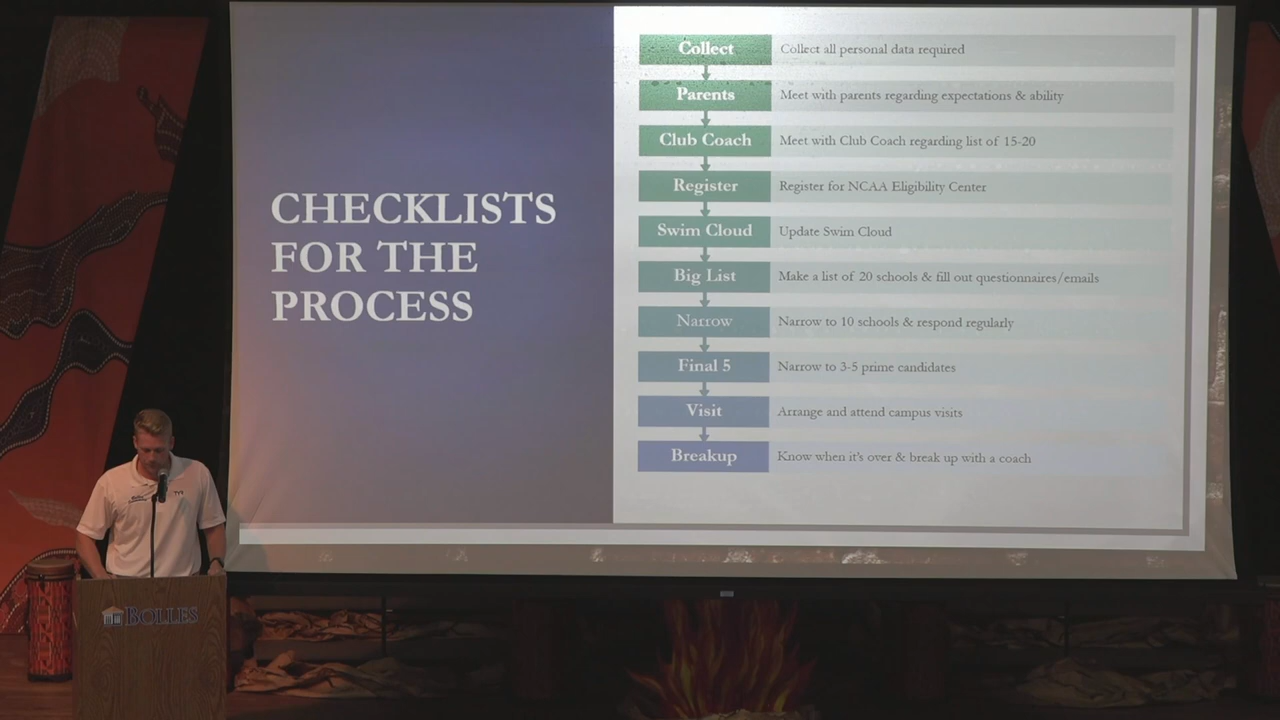 CHECKLISTS
FOR THE
PROCESS
Collect Collect all personal data required
Parents Meet with parents regarding expectations & ability
Club Coach Meet with Club Coach regarding list of 15-20
Register Register for NCAA Eligibility Center
Swim Cloud Update Swim Cloud
Big List Make a list of 20 schools & fill out questionnaires/emails
Narrow Narrow to 10 schools & respond regularly
Final 5 Narrow to 3-5 prime candidates
Visit Arrange and attend campus visits
Breakup Know when it's over & break up with a coach
TYR
BOLLES